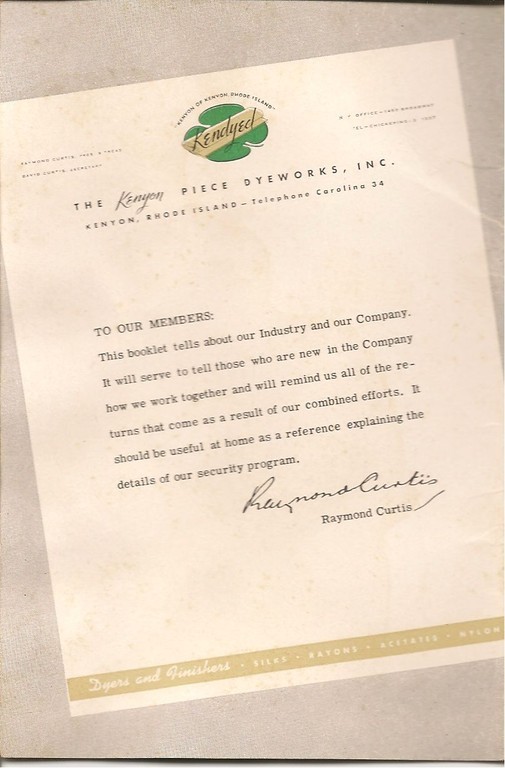 "KENYON OF KENYON, RHODE ISLAND"
Kendyed
RAYMOND CURTIS, PRES. & TREAS.
DAVID CURTIS, SECRETARY
N. Y. OFFICE—1450 BROADWAY
TEL.—CHICKERING
THE Kenyon PIECE DYEWORKS, INC.
KENYON, RHODE ISLAND—Telephone Carolina 34
TO OUR MEMBERS:
This booklet tells about our Industry and our Company.
It will serve to tell those who are new in the Company
how we work together and will remind us all of the re-
turns that come as a result of our combined efforts. It
should be useful at home as a reference explaining the
details of our security program.
Raymond Curtis
Raymond Curtis
Dyers and Finishers • SILKS • RAYONS • ACETATES • NYLON